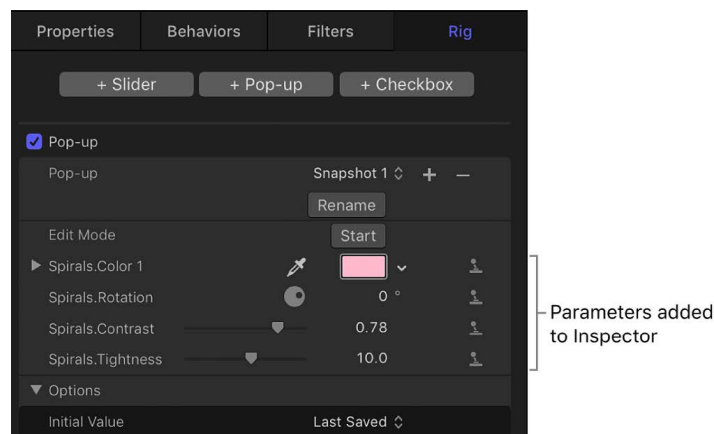 Properties Behaviors Filters Rig
+ Slider + Pop-up + Checkbox
Pop-up
Pop-up Snapshot 1 + −
Rename
Edit Mode Start
Spirals.Color 1
Spirals.Rotation 0 °
Spirals.Contrast 0.78
Spirals.Tightness 10.0
Options
Initial Value Last Saved
Parameters added
to Inspector